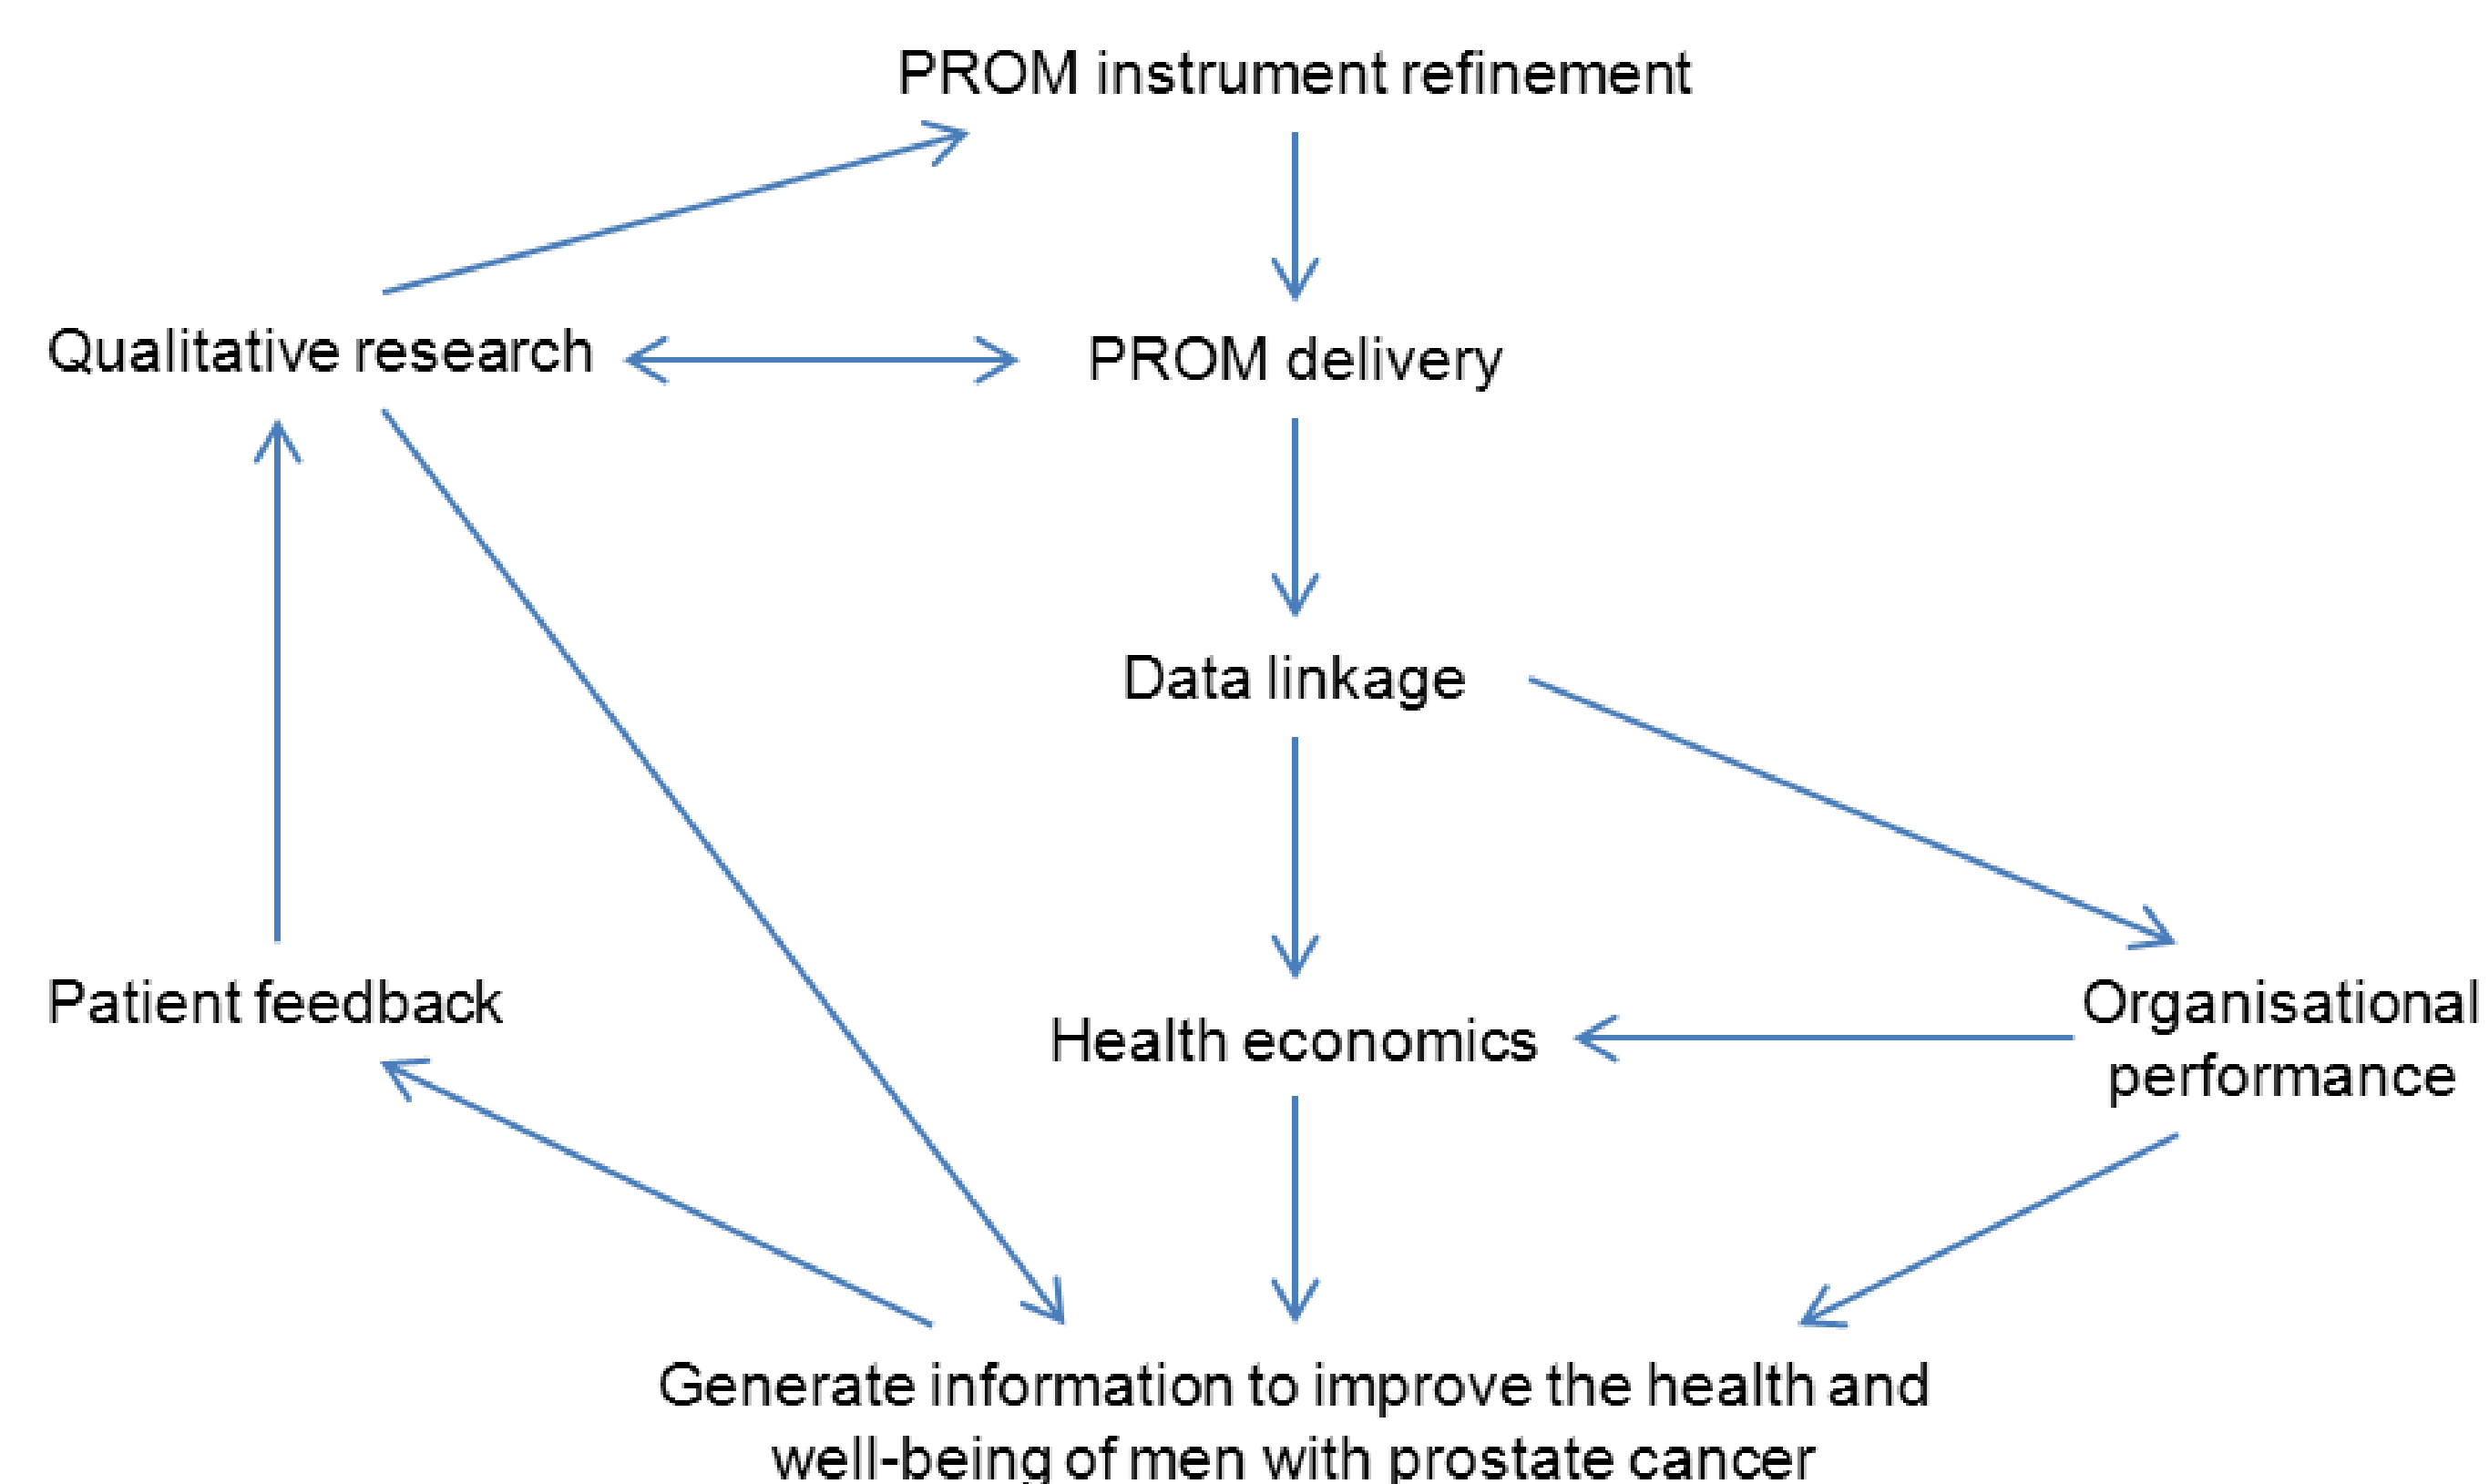 PROM instrument refinement
Qualitative research
PROM delivery
Data linkage
Patient feedback
Health economics
Organisational
performance
Generate information to improve the health and
well-being of men with prostate cancer